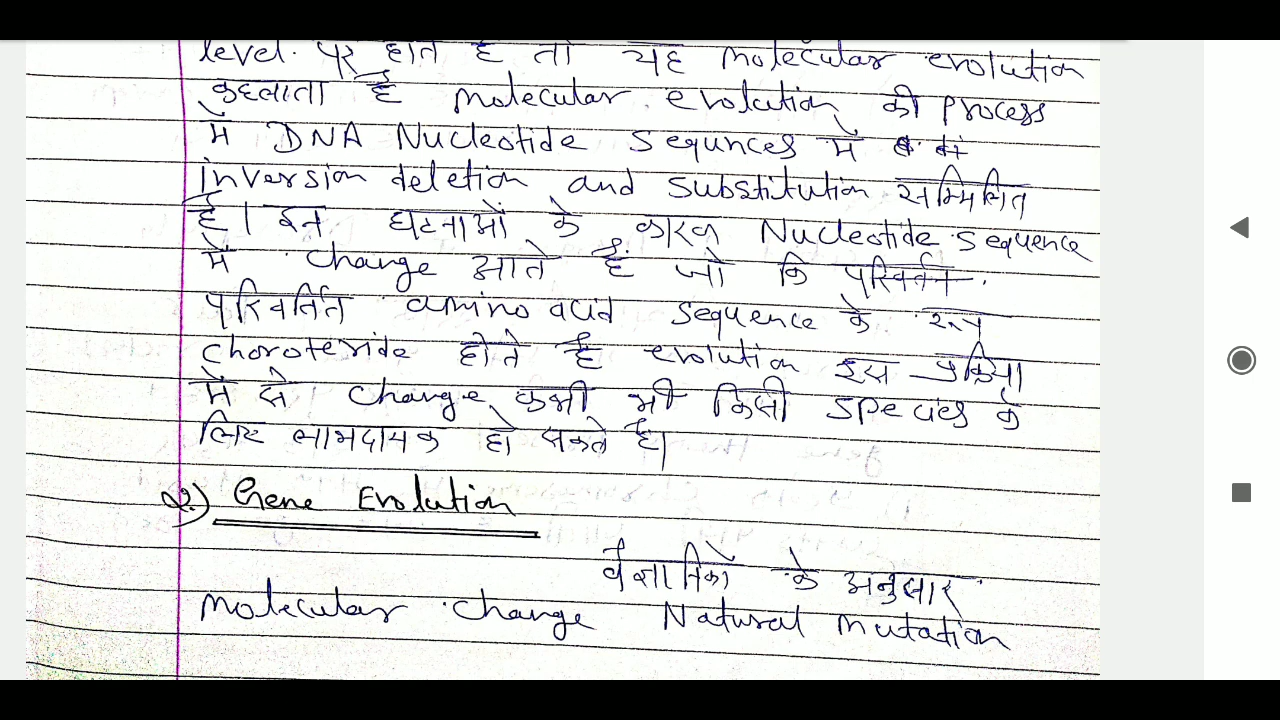 level पर होते है तो यह molecular evolution
कहलाता है molecular evolution की process
में DNA Nucleotide sequnces में
inversion deletion and substitution सम्मिलित
है। इन घटनाओं के कारण Nucleotide sequence
में change आते है जो कि परिवर्तन
परिवर्तित amino acid sequence के रूप
choroteride होते है evolution इस प्रक्रिया
में से change कभी भी किसी species के
लिए लाभदायक हो सकते है।
2.) Gene Evolution
वैज्ञानिकों के अनुसार
molecular change Natural mutation